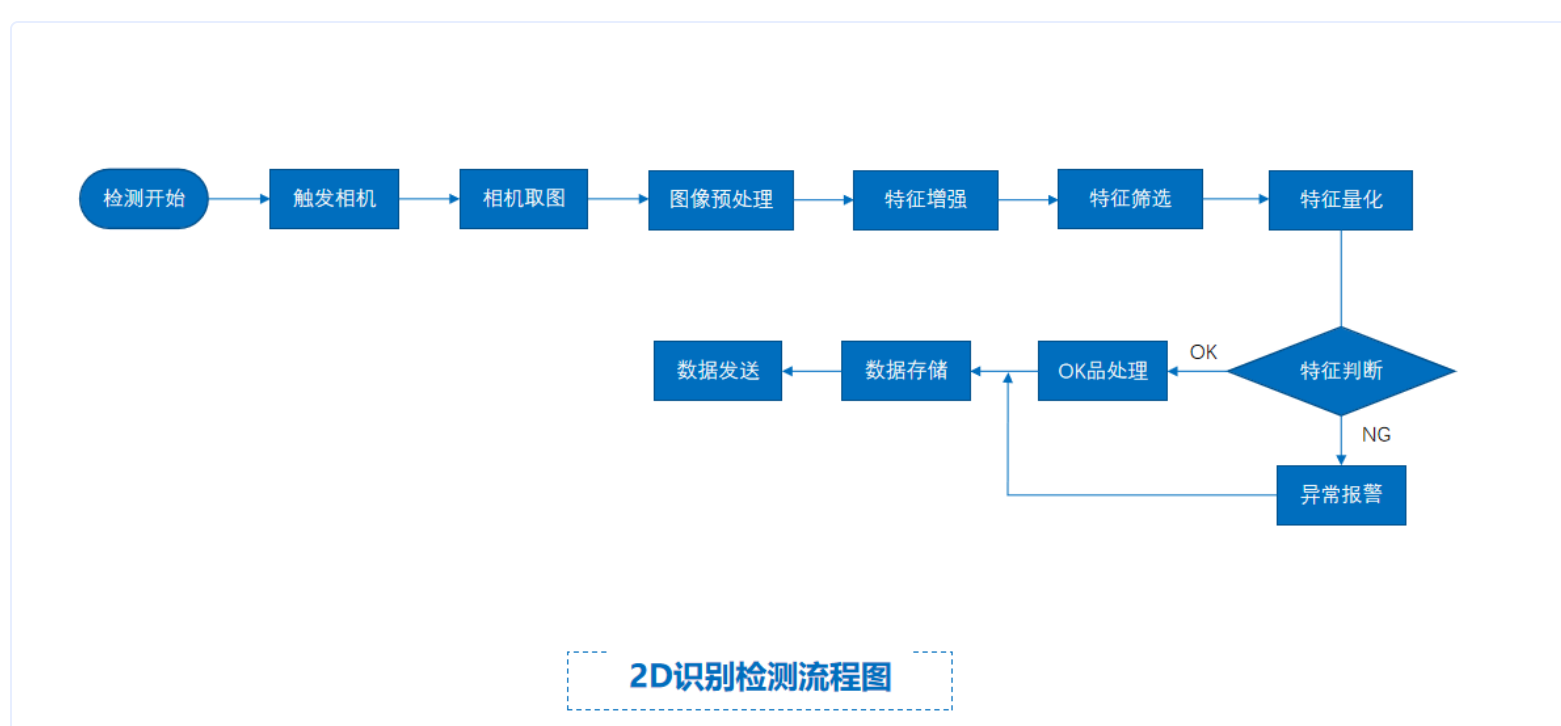 检测开始
触发相机
相机取图
图像预处理
特征增强
特征筛选
特征量化
特征判断
OK
OK品处理
数据存储
数据发送
NG
异常报警
2D识别检测流程图